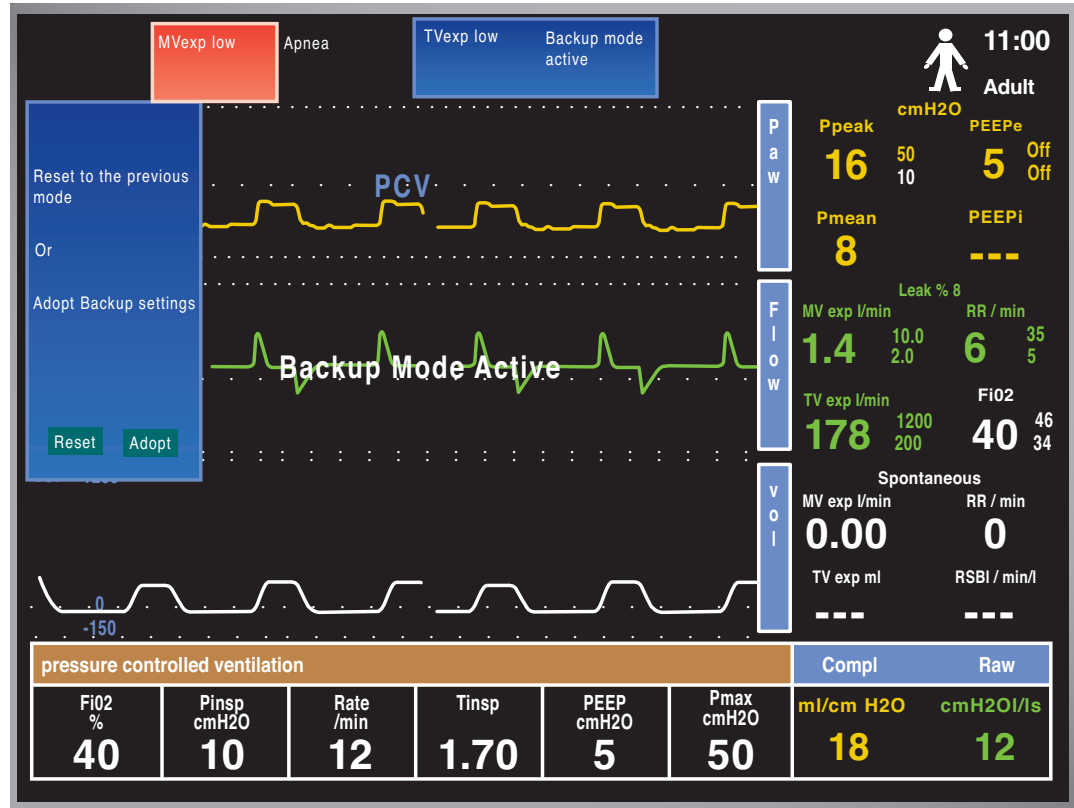 MVexp low Apnea TVexp low Backup mode
active
11:00
Adult
Reset to the previous
mode
Or
Adopt Backup settings
Reset Adopt
PCV
Backup Mode Active
-150
0
Paw
Flow
vol
cmH2O
Ppeak PEEPe
16 50 5 Off
10 Off
Pmean PEEPi
8 ---
Leak % 8
MV exp l/min RR / min
1.4 10.0 6 35
2.0 5
TV exp l/min Fi02
178 1200 40 46
200 34
Spontaneous
MV exp l/min RR / min
0.00 0
TV exp ml RSBI / min/l
--- ---
pressure controlled ventilation Compl Raw
Fi02 Pinsp Rate Tinsp PEEP Pmax
% cmH2O /min cmH2O cmH2O ml/cm H2O cmH2Ol/ls
40 10 12 1.70 5 50 18 12